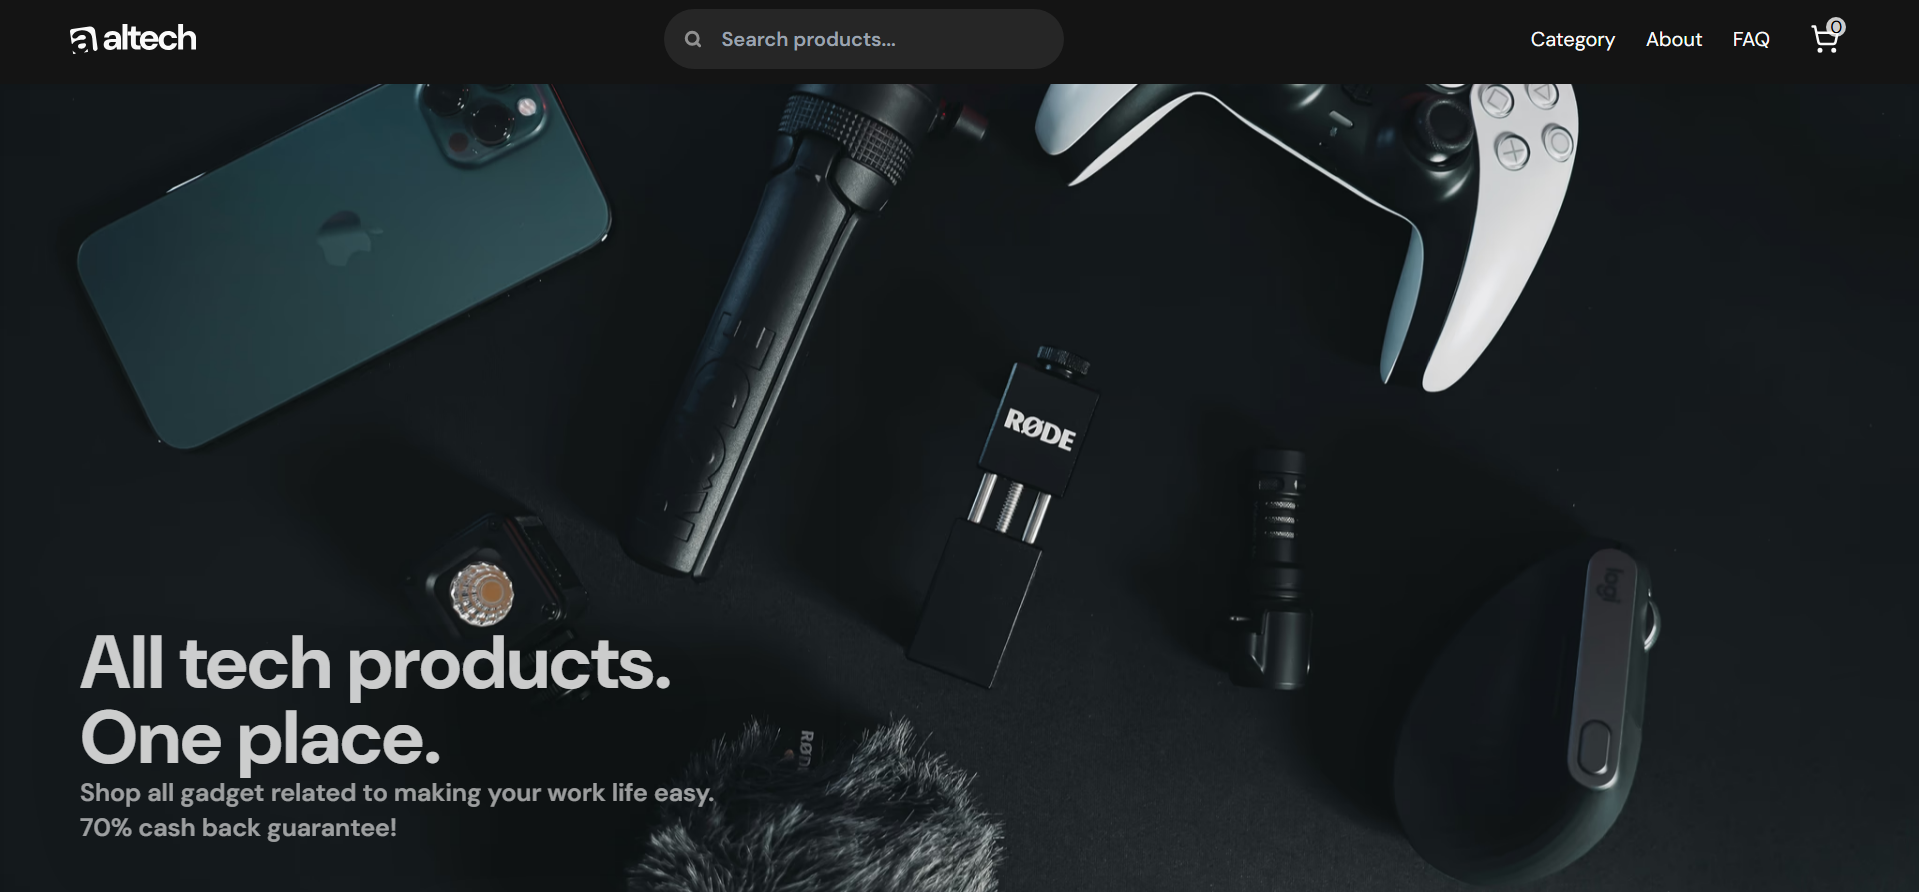 altech
Search products...
Category
About
FAQ
0
RØDE
RØDE
logi
All tech products.
One place.
Shop all gadget related to making your work life easy.
70% cash back guarantee!